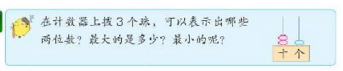 在计数器上拨3个珠，可以表示出哪些
两位数？最大的是多少？最小的呢？
十 个